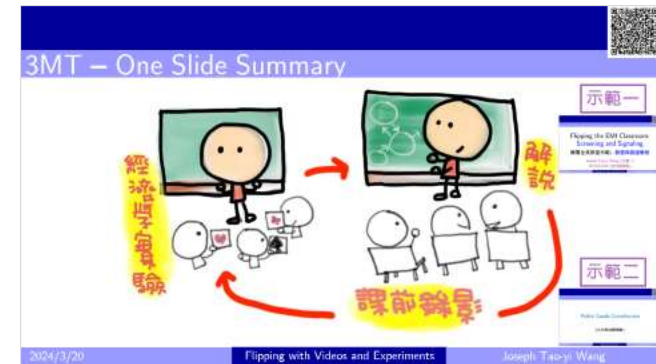 3MT – One Slide Summary
經濟學實驗
解說
課前錄影
示範一
Flipping the EMI Classroom
Screening and Signaling
示範二
Public Goods Contribution
2024/3/20
Flipping with Videos and Experiments
Joseph Tao-yi Wang